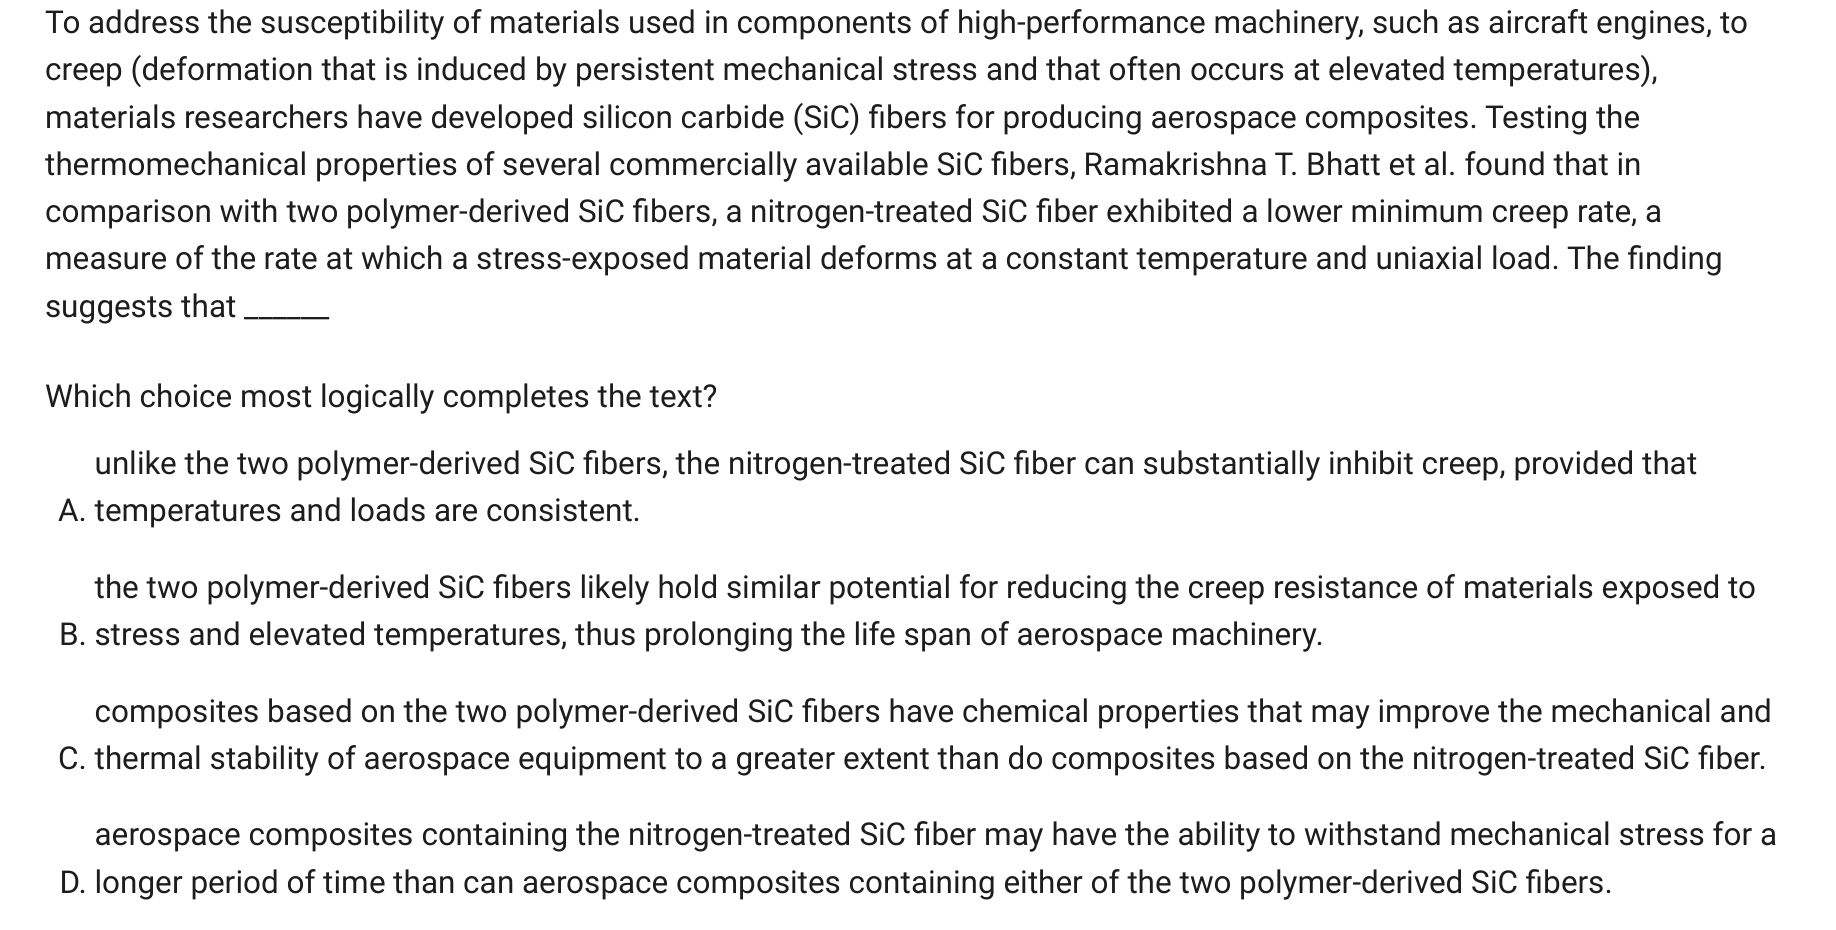 To address the susceptibility of materials used in components of high-performance machinery, such as aircraft engines, to
creep (deformation that is induced by persistent mechanical stress and that often occurs at elevated temperatures),
materials researchers have developed silicon carbide (SiC) fibers for producing aerospace composites. Testing the
thermomechanical properties of several commercially available SiC fibers, Ramakrishna T. Bhatt et al. found that in
comparison with two polymer-derived SiC fibers, a nitrogen-treated SiC fiber exhibited a lower minimum creep rate, a
measure of the rate at which a stress-exposed material deforms at a constant temperature and uniaxial load. The finding
suggests that ______
Which choice most logically completes the text?
unlike the two polymer-derived SiC fibers, the nitrogen-treated SiC fiber can substantially inhibit creep, provided that
A. temperatures and loads are consistent.
the two polymer-derived SiC fibers likely hold similar potential for reducing the creep resistance of materials exposed to
B. stress and elevated temperatures, thus prolonging the life span of aerospace machinery.
composites based on the two polymer-derived SiC fibers have chemical properties that may improve the mechanical and
C. thermal stability of aerospace equipment to a greater extent than do composites based on the nitrogen-treated SiC fiber.
aerospace composites containing the nitrogen-treated SiC fiber may have the ability to withstand mechanical stress for a
D. longer period of time than can aerospace composites containing either of the two polymer-derived SiC fibers.